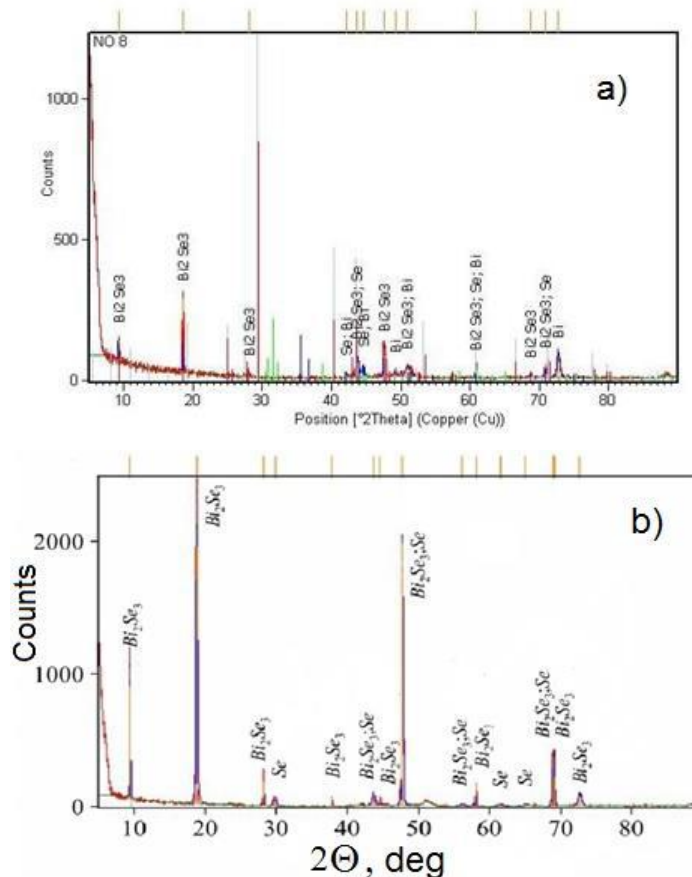 NO 8
a)
1000
500
0
Counts
Bi2 Se3
Bi2 Se3
Bi2 Se3
Se; Bi
Bi2 Se3; Se
Se; Bi
Bi2 Se3
Bi
Bi2 Se3; Bi
Bi2 Se3; Se; Bi
Bi2 Se3
Bi2 Se3; Se
Bi
10 20 30 40 50 60 70 80
Position [°2Theta] (Copper (Cu))
b)
2000
1000
0
Counts
Bi₂Se₃
Bi₂Se₃
Bi₂Se₃
Se
Bi₂Se₃
Bi₂Se₃;Se
Bi₂Se₃
Bi₂Se₃;Se
Bi₂Se₃;Se
Bi₂Se₃
Se
Se
Bi₂Se₃;Se
Bi₂Se₃
Bi₂Se₃
10 20 30 40 50 60 70 80
2Θ, deg